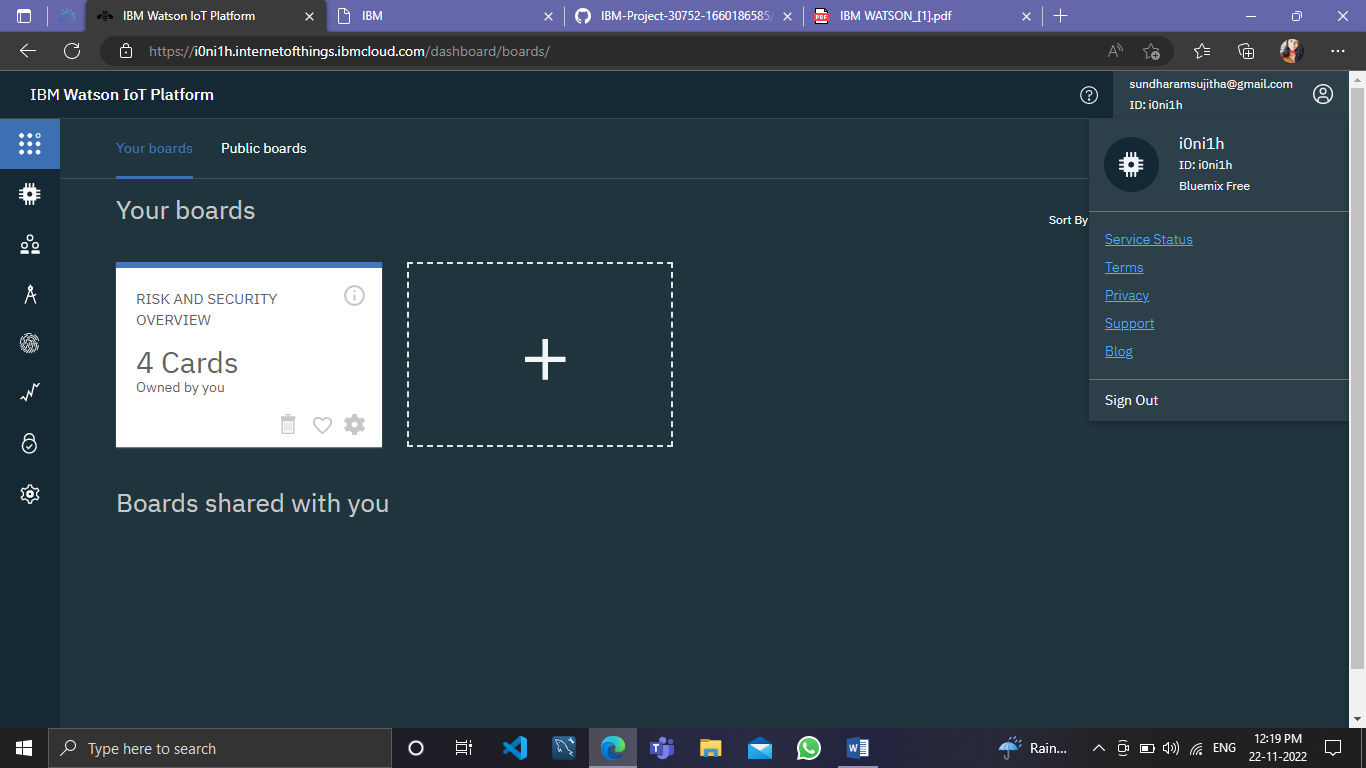 IBM Watson IoT Platform
IBM
IBM-Project-30752-1660186585/
IBM WATSON_[1].pdf
https://i0ni1h.internetofthings.ibmcloud.com/dashboard/boards/
IBM Watson IoT Platform
sundharamsujitha@gmail.com
ID: i0ni1h
Your boards
Public boards
i0ni1h
ID: i0ni1h
Bluemix Free
Your boards
Sort By
Service Status
Terms
Privacy
Support
Blog
Sign Out
RISK AND SECURITY
OVERVIEW
4 Cards
Owned by you
Boards shared with you
Type here to search
Rain...
ENG
12:19 PM
22-11-2022